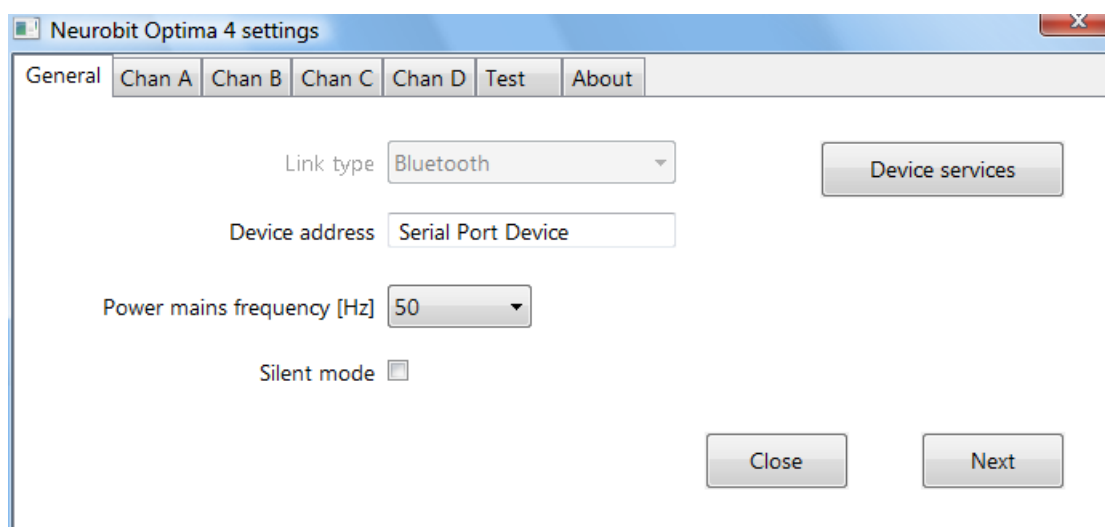 Neurobit Optima 4 settings
General Chan A Chan B Chan C Chan D Test About
Link type Bluetooth Device services
Device address Serial Port Device
Power mains frequency [Hz] 50
Silent mode
Close Next